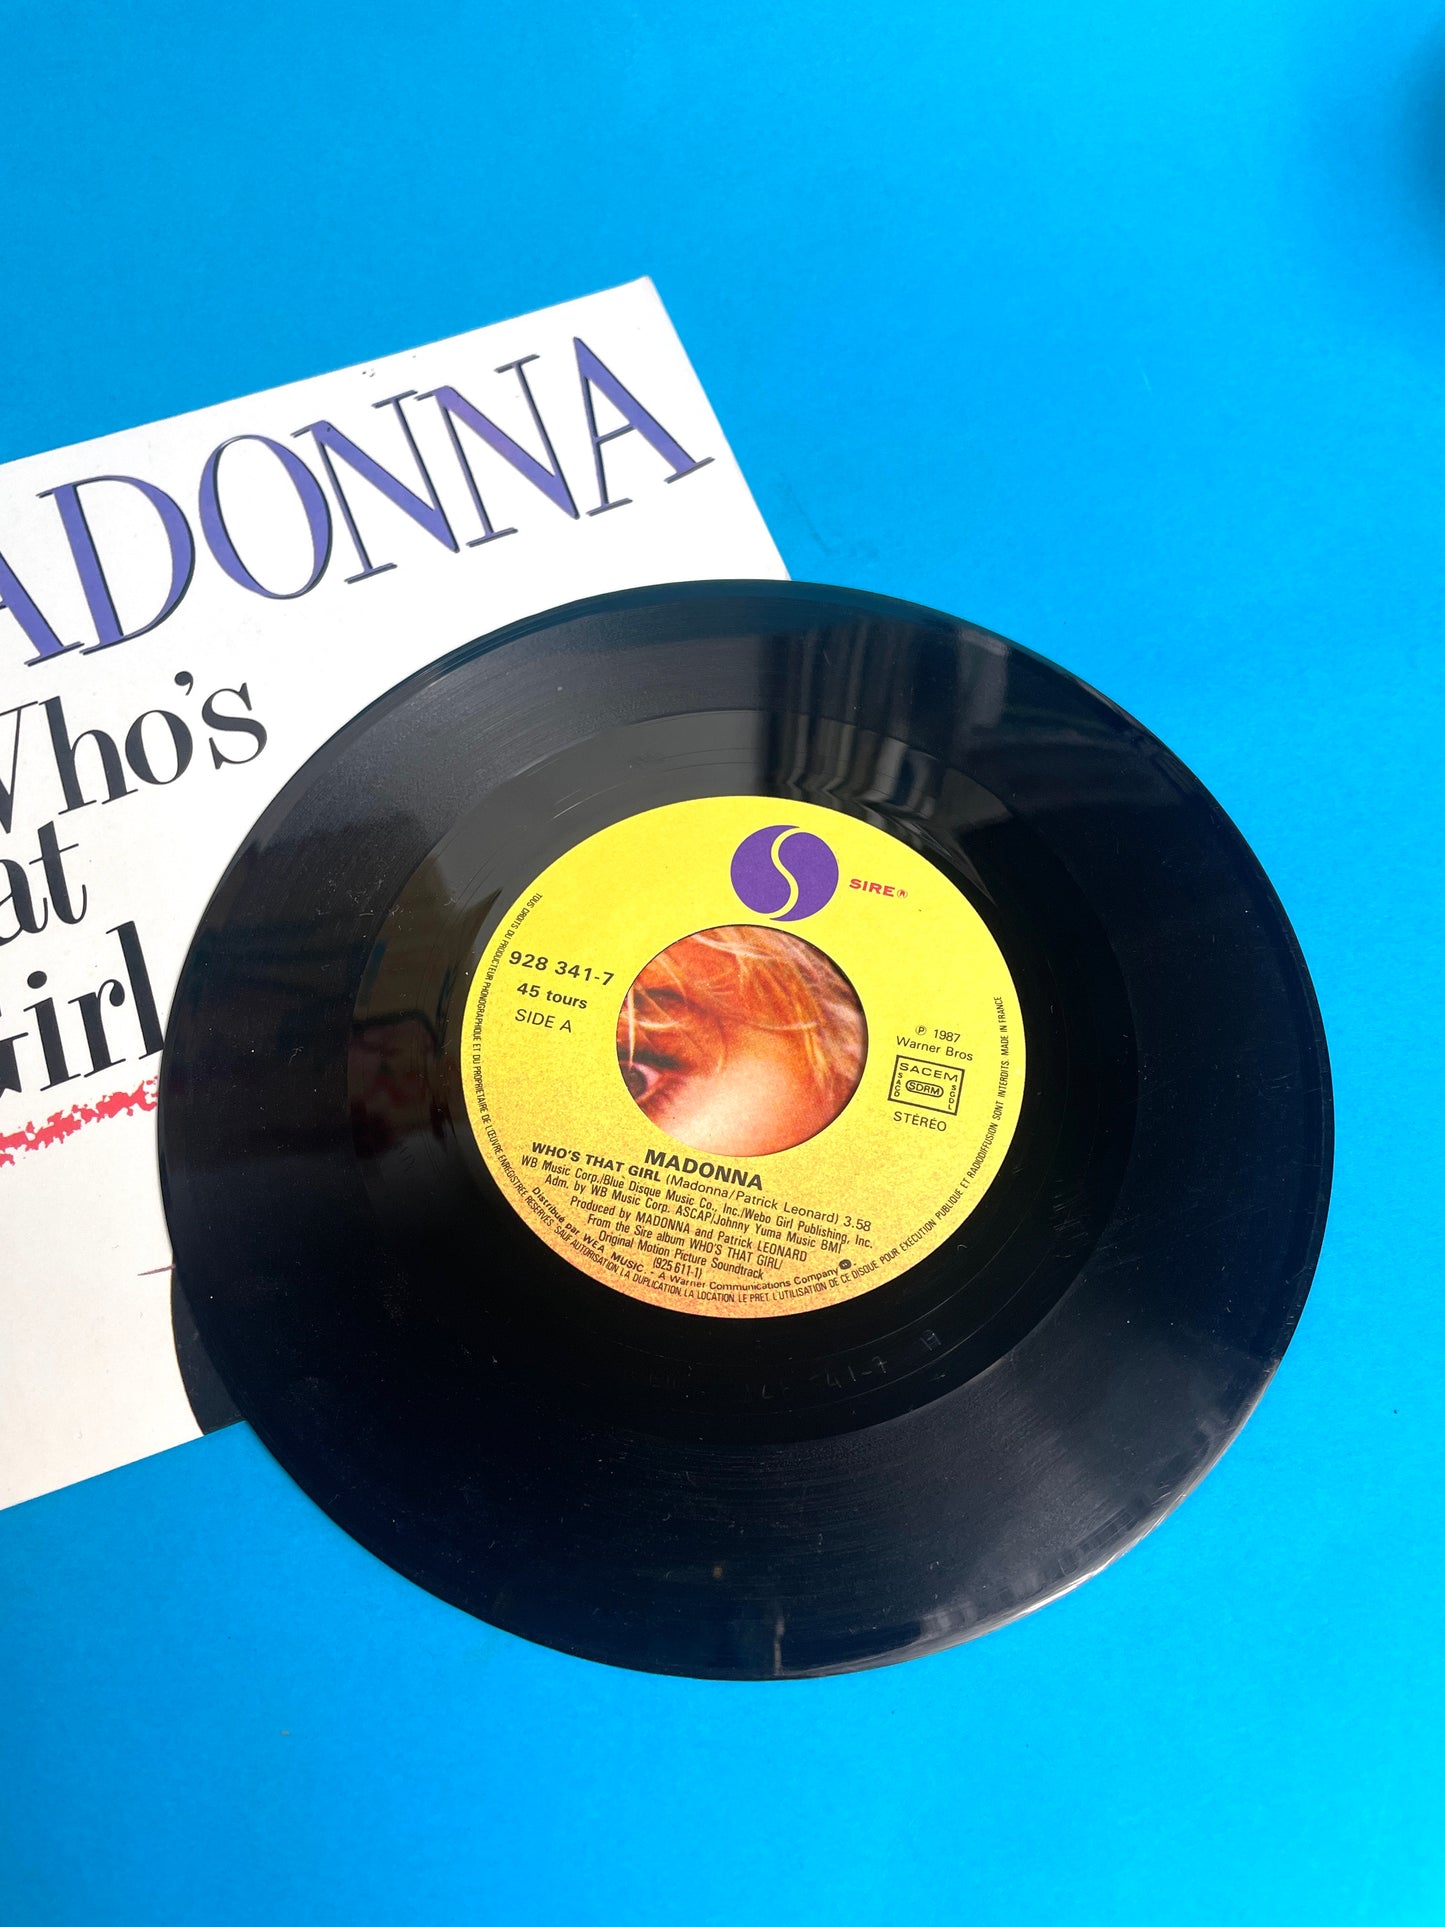 ADONNA
Who's
at
Girl
SIRE®
928 341-7
45 tours
SIDE A
℗ 1987
Warner Bros
SACEM
SACD SDRM SCDL
STÉRÉO
MADONNA
WHO'S THAT GIRL (Madonna/Patrick Leonard) 3.58
WB Music Corp./Blue Disque Music Co., Inc./Webo Girl Publishing, Inc.
Adm. by WB Music Corp. ASCAP/Johnny Yuma Music BMI
Produced by MADONNA and Patrick LEONARD
From the Sire album WHO'S THAT GIRL/
Original Motion Picture Soundtrack
(925 611-1)
Distribué par WEA MUSIC - A Warner Communications Company
TOUS DROITS DU PRODUCTEUR PHONOGRAPHIQUE ET DU PROPRIETAIRE DE L'ŒUVRE ENREGISTREE RESERVES. SAUF AUTORISATION LA DUPLICATION, LA LOCATION, LE PRET, L'UTILISATION DE CE DISQUE POUR EXECUTION PUBLIQUE ET RADIODIFFUSION SONT INTERDITS. MADE IN FRANCE